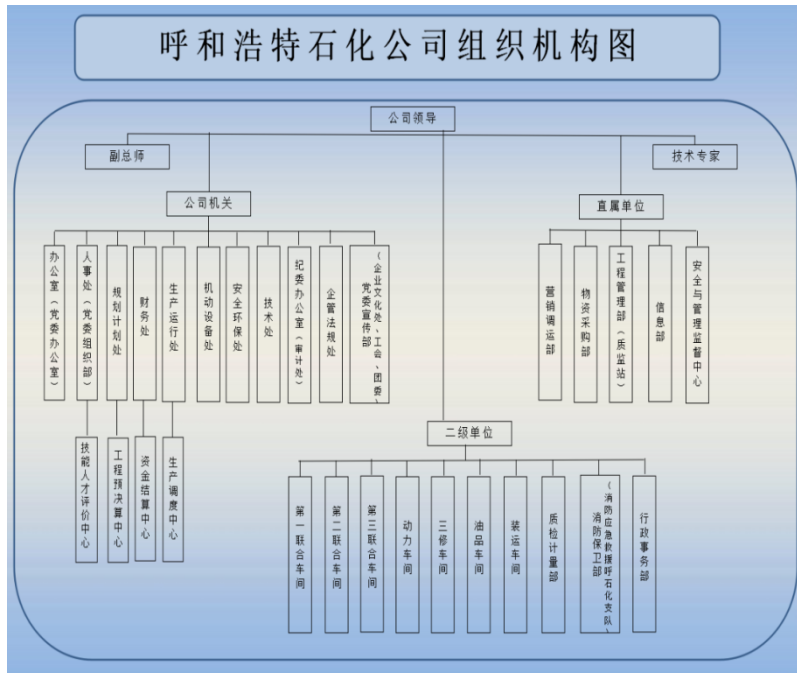 呼和浩特石化公司组织机构图
公司领导
副总师
技术专家
公司机关
直属单位
办公室（党委办公室）
人事处（党委组织部）
规划计划处
财务处
生产运行处
机动设备处
安全环保处
技术处
纪委办公室（审计处）
企管法规处
党委宣传部
（企业文化处、工会、团委）
营销调运部
物资采购部
工程管理部（质监站）
信息部
安全与管理监督中心
技能人才评价中心
工程预决算中心
资金结算中心
生产调度中心
二级单位
第一联合车间
第二联合车间
第三联合车间
动力车间
三修车间
油品车间
装运车间
质检计量部
消防保卫部
（消防应急救援呼石化支队）
行政事务部